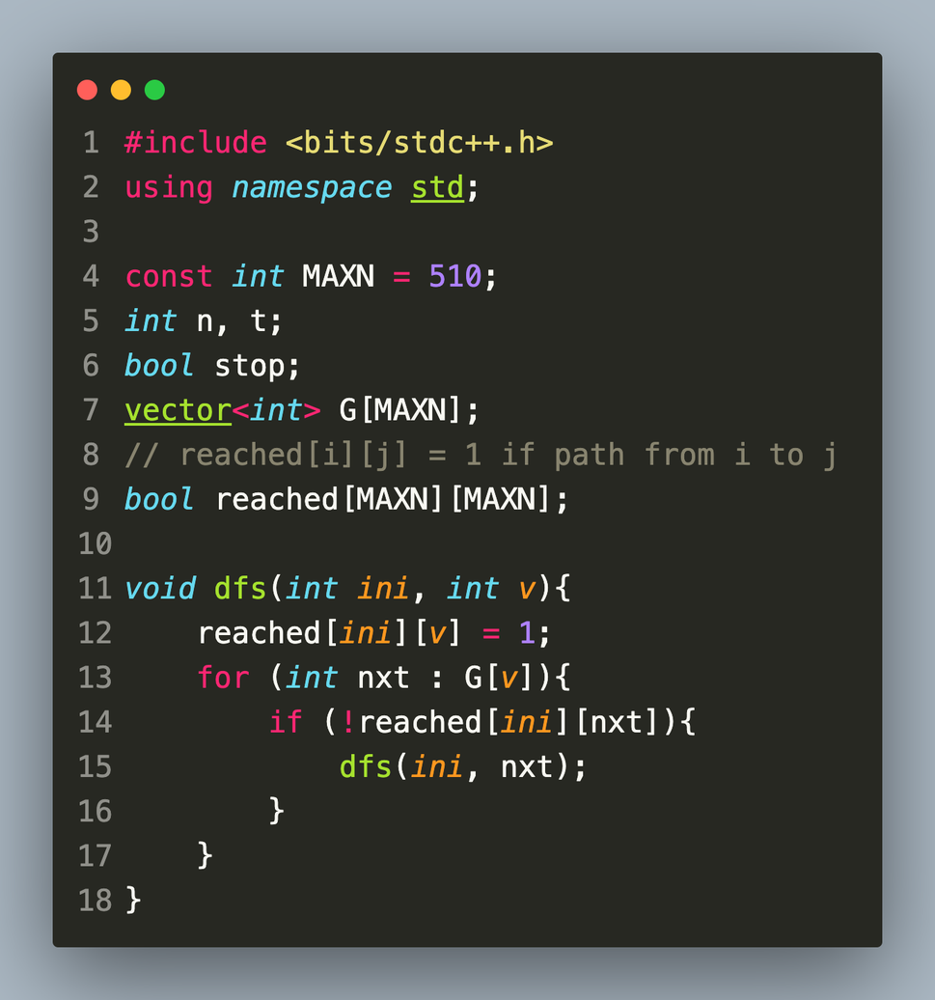 1 #include <bits/stdc++.h>
2 using namespace std;
3
4 const int MAXN = 510;
5 int n, t;
6 bool stop;
7 vector<int> G[MAXN];
8 // reached[i][j] = 1 if path from i to j
9 bool reached[MAXN][MAXN];
10
11 void dfs(int ini, int v){
12     reached[ini][v] = 1;
13     for (int nxt : G[v]){
14         if (!reached[ini][nxt]){
15             dfs(ini, nxt);
16         }
17     }
18 }